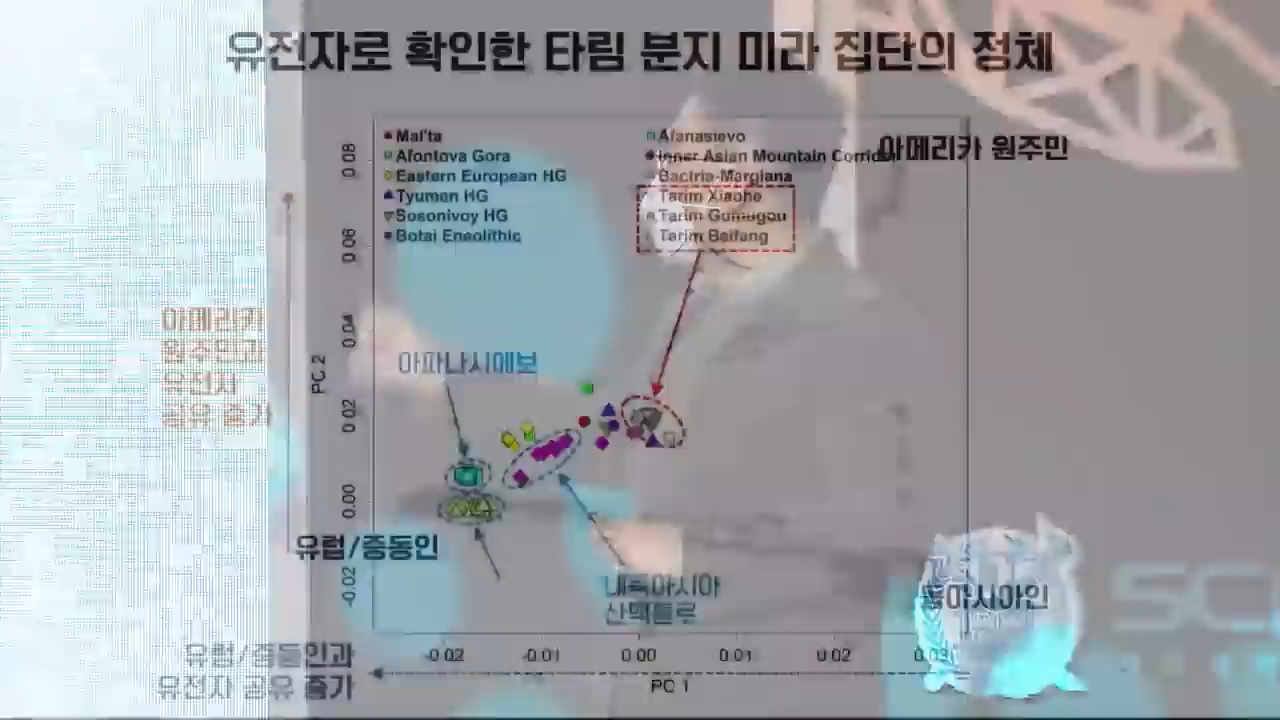 유전자로 확인한 타림 분지 미라 집단의 정체
Mal'ta
Afontova Gora
Eastern European HG
Tyumen HG
Sosonivoy HG
Botai Eneolithic
Afanasievo
Inner Asian Mountain Corridor
Bactria-Margiana
Tarim Xiaohe
Tarim Gumugou
Tarim Beifang
아메리카 원주민
아메리카
원주민과
유전자
공유 증가
0.08
0.06
0.04
0.02
0.00
-0.02
PC 2
아파나시에보
유럽/중동인
내륙아시아
산맥통로
동아시아인
유럽/중동인과
유전자 공유 증가
-0.02
-0.01
0.00
0.01
0.02
0.03
PC 1